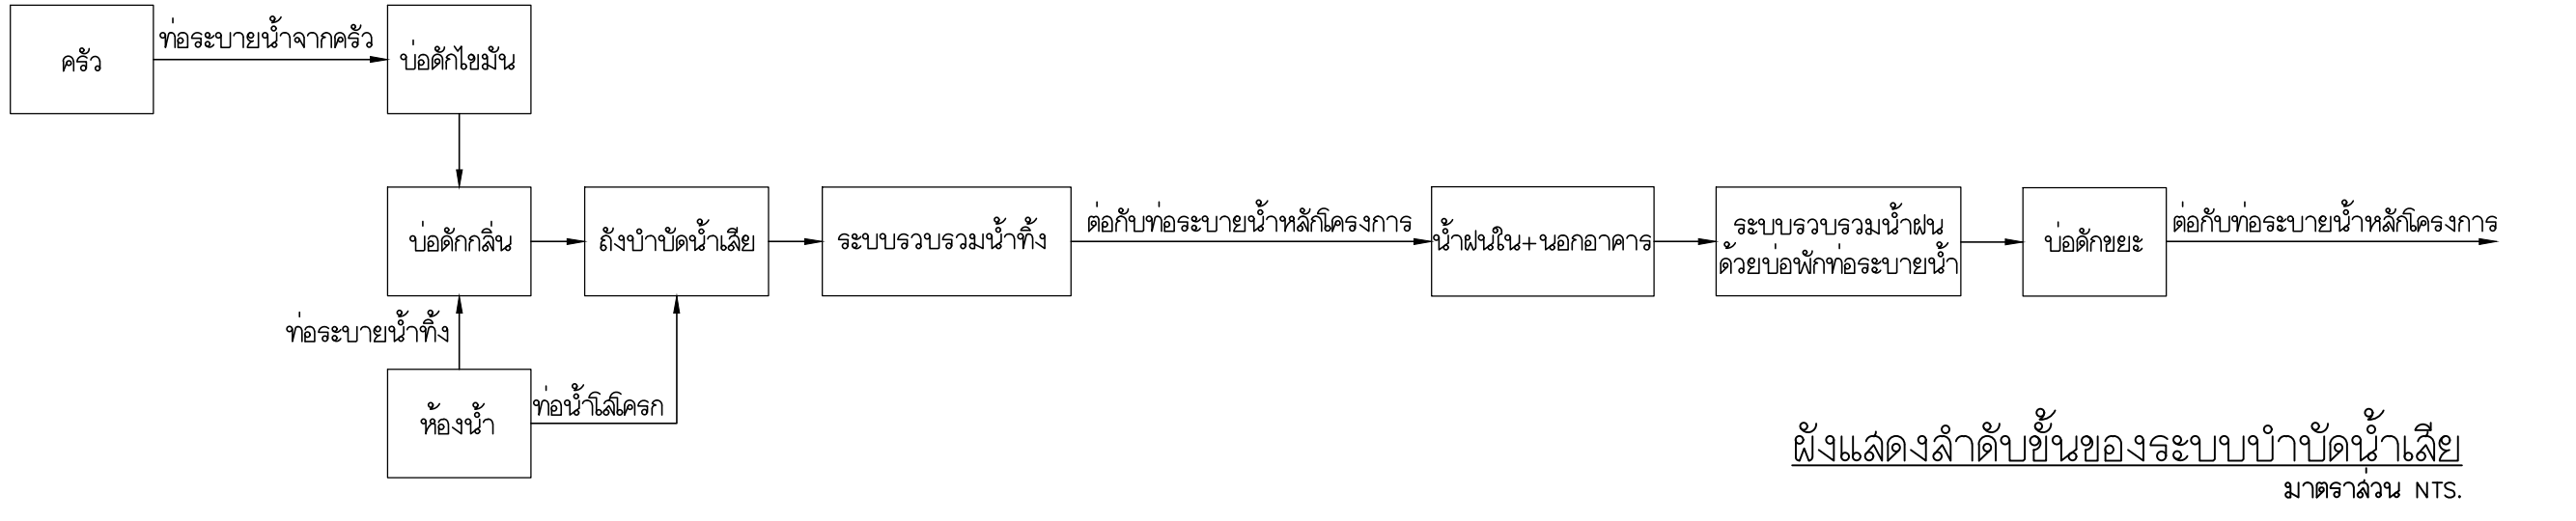 ครัว
ท่อระบายน้ำจากครัว
บ่อดักไขมัน
บ่อดักกลิ่น
ถังบำบัดน้ำเสีย
ระบบรวบรวมน้ำทิ้ง
ต่อกับท่อระบายน้ำหลักโครงการ
น้ำฝนใน+นอกอาคาร
ระบบรวบรวมน้ำฝน
ด้วยบ่อพักท่อระบายน้ำ
บ่อดักขยะ
ต่อกับท่อระบายน้ำหลักโครงการ
ท่อระบายน้ำทิ้ง
ห้องน้ำ
ท่อน้ำโสโครก
ผังแสดงลำดับขั้นของระบบบำบัดน้ำเสีย
มาตราส่วน NTS.